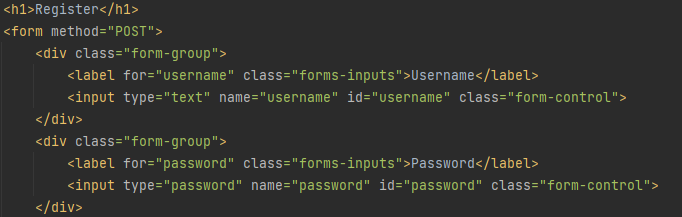 <h1>Register</h1>
<form method="POST">
    <div class="form-group">
        <label for="username" class="forms-inputs">Username</label>
        <input type="text" name="username" id="username" class="form-control">
    </div>
    <div class="form-group">
        <label for="password" class="forms-inputs">Password</label>
        <input type="password" name="password" id="password" class="form-control">
    </div>